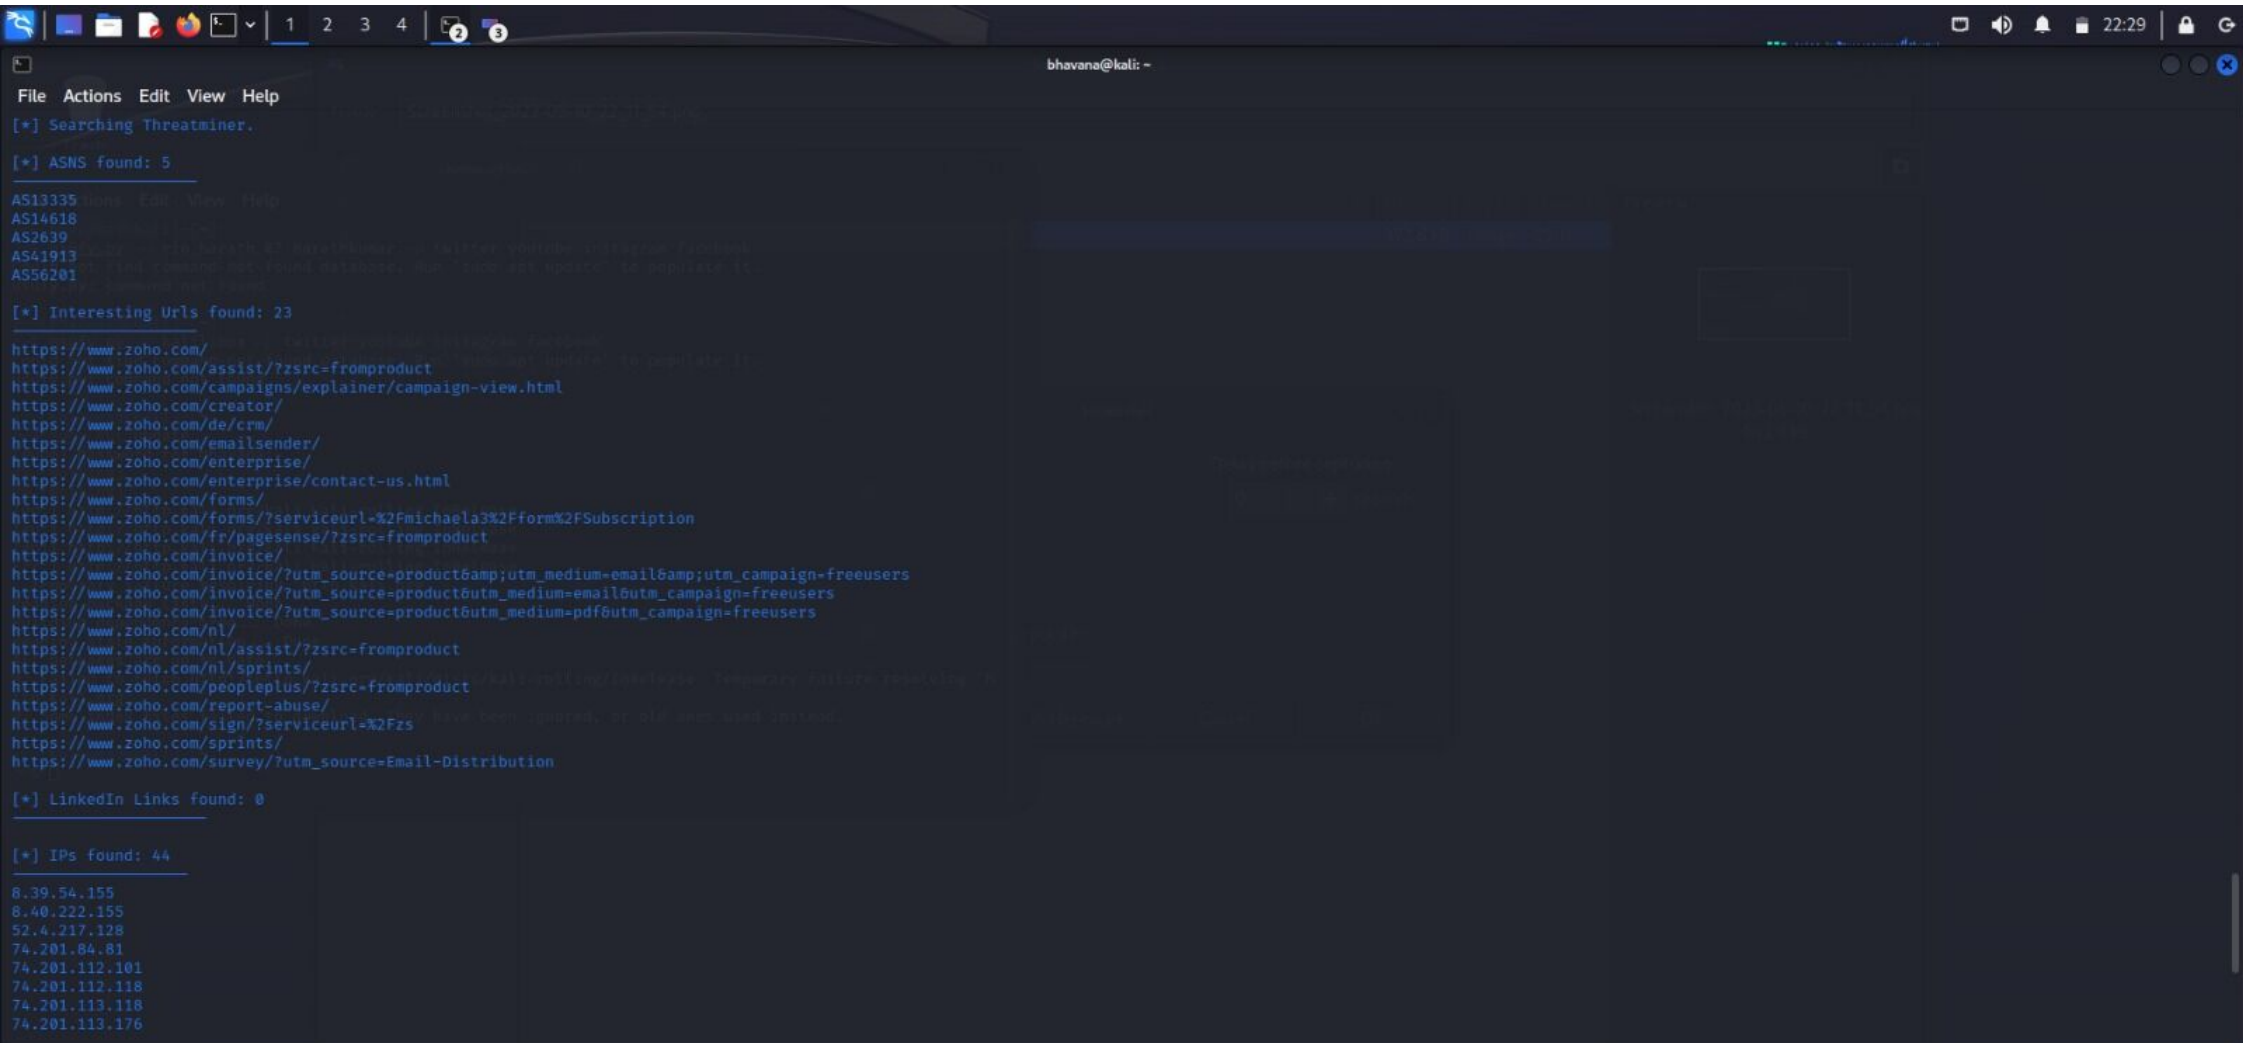 1 2 3 4 2 3 22:29
bhavana@kali: ~
File Actions Edit View Help
[*] Searching Threatminer.
[*] ASNS found: 5
AS13335
AS14618
AS2639
AS41913
AS56201
[*] Interesting Urls found: 23
https://www.zoho.com/
https://www.zoho.com/assist/?zsrc=fromproduct
https://www.zoho.com/campaigns/explainer/campaign-view.html
https://www.zoho.com/creator/
https://www.zoho.com/de/crm/
https://www.zoho.com/emailsender/
https://www.zoho.com/enterprise/
https://www.zoho.com/enterprise/contact-us.html
https://www.zoho.com/forms/
https://www.zoho.com/forms/?serviceurl=%2Fmichaela3%2Fform%2FSubscription
https://www.zoho.com/fr/pagesense/?zsrc=fromproduct
https://www.zoho.com/invoice/
https://www.zoho.com/invoice/?utm_source=product&amp;utm_medium=email&amp;utm_campaign=freeusers
https://www.zoho.com/invoice/?utm_source=product&utm_medium=email&utm_campaign=freeusers
https://www.zoho.com/invoice/?utm_source=product&utm_medium=pdf&utm_campaign=freeusers
https://www.zoho.com/nl/
https://www.zoho.com/nl/assist/?zsrc=fromproduct
https://www.zoho.com/nl/sprints/
https://www.zoho.com/peopleplus/?zsrc=fromproduct
https://www.zoho.com/report-abuse/
https://www.zoho.com/sign/?serviceurl=%2Fzs
https://www.zoho.com/sprints/
https://www.zoho.com/survey/?utm_source=Email-Distribution
[*] LinkedIn Links found: 0
[*] IPs found: 44
8.39.54.155
8.40.222.155
52.4.217.128
74.201.84.81
74.201.112.101
74.201.112.118
74.201.113.118
74.201.113.176